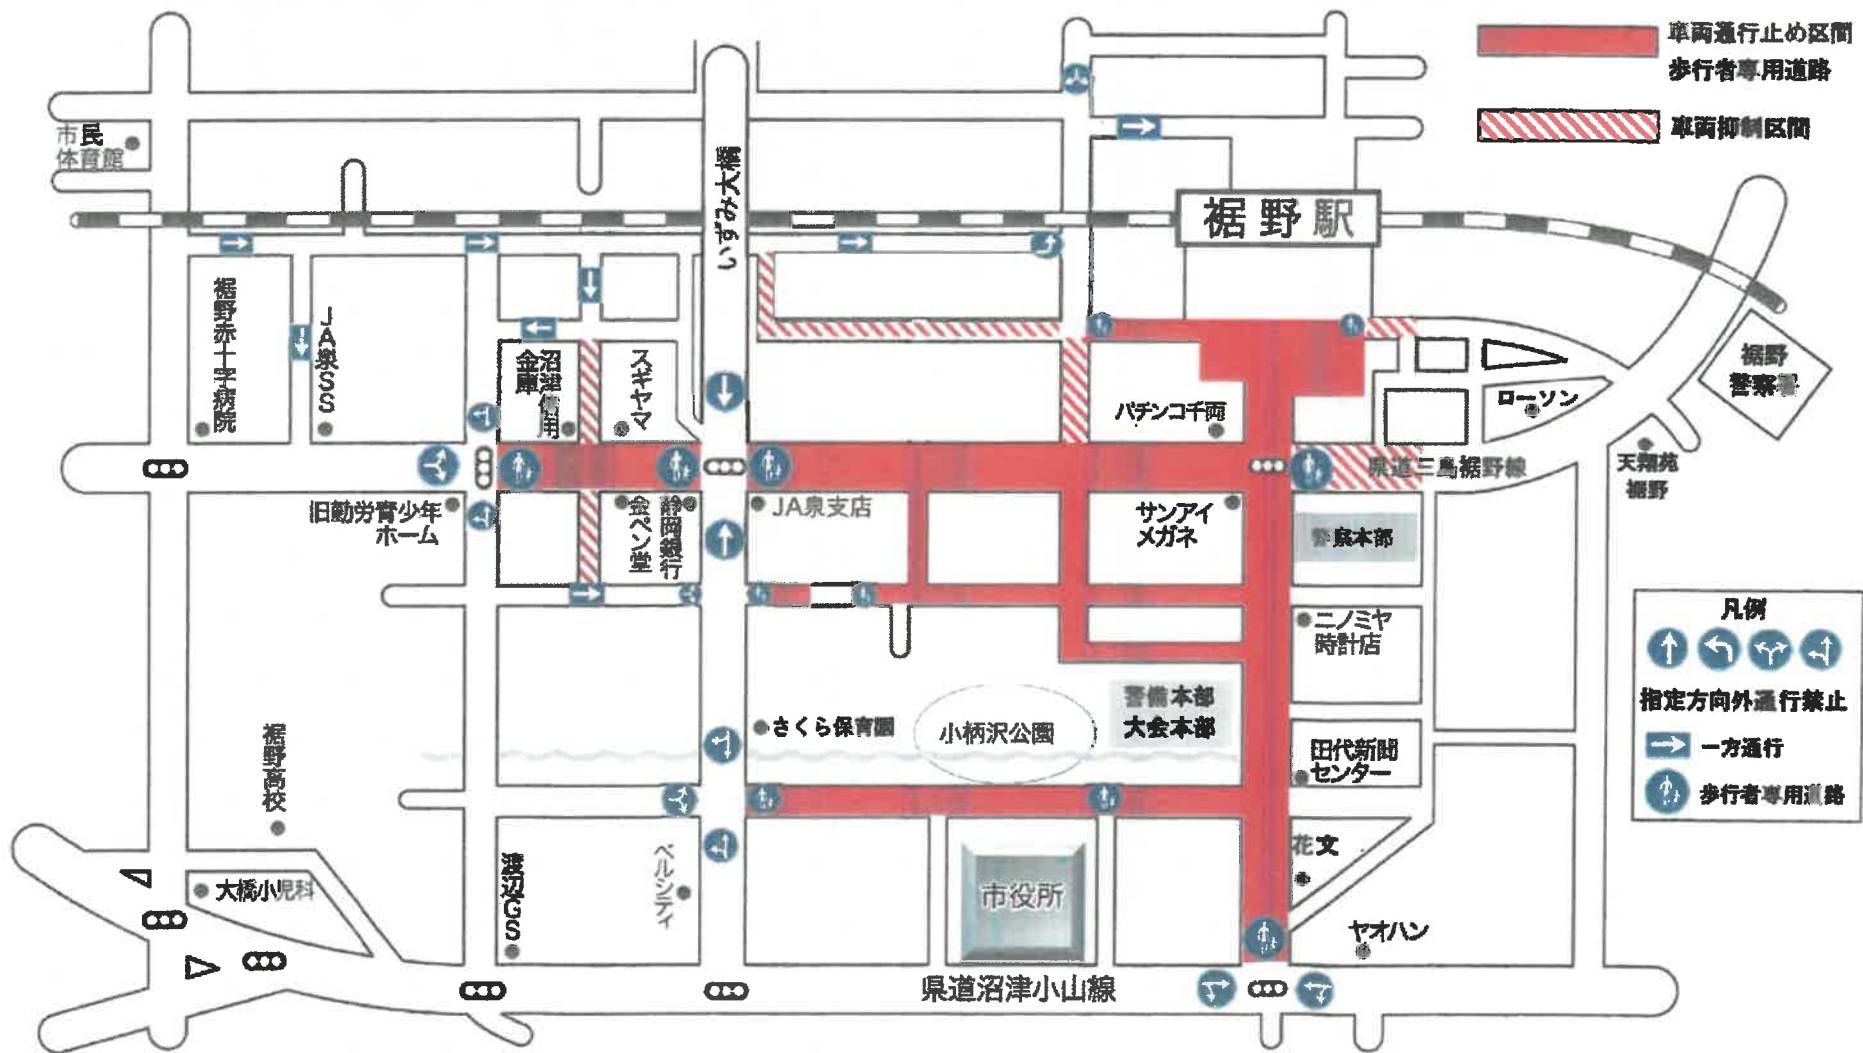 車両通行止め区間
歩行者専用道路
車両抑制区間
市民
体育館
いずみ大橋
裾野駅
裾野赤十字病院
JA泉SS
沼津信用
金庫
スギヤマ
パチンコ千両
ローソン
裾野
警察署
県道三島裾野線
天翔苑
裾野
旧勤労青少年
ホーム
金ペン堂
静岡銀行
JA泉支店
サンアイ
メガネ
警察本部
ニノミヤ
時計店
凡例
指定方向外通行禁止
一方通行
歩行者専用道路
警備本部
大会本部
さくら保育園
小柄沢公園
田代新聞
センター
裾野高校
花文
大橋小児科
渡辺GS
ベルシティ
市役所
ヤオハン
県道沼津小山線